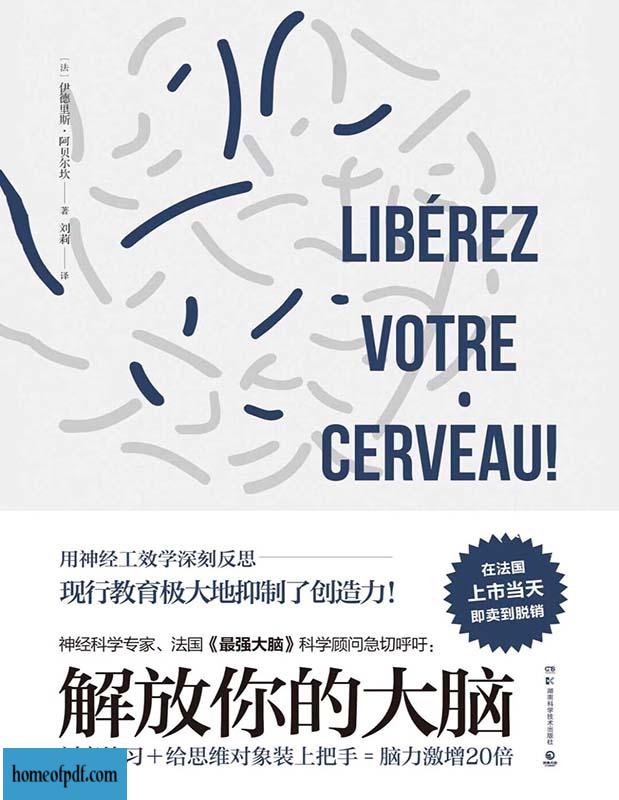 [法]伊德里斯·阿贝尔坎——著 刘莉——译
LIBÉREZ
VOTRE
CERVEAU!
用神经工效学深刻反思——
现行教育极大地抑制了创造力！
在法国
上市当天
即卖到脱销
神经科学专家、法国《最强大脑》科学顾问急切呼吁：
解放你的大脑
习＋给思维对象装上把手＝脑力激增20倍
湖南科学技术出版社
homeofpdf.com